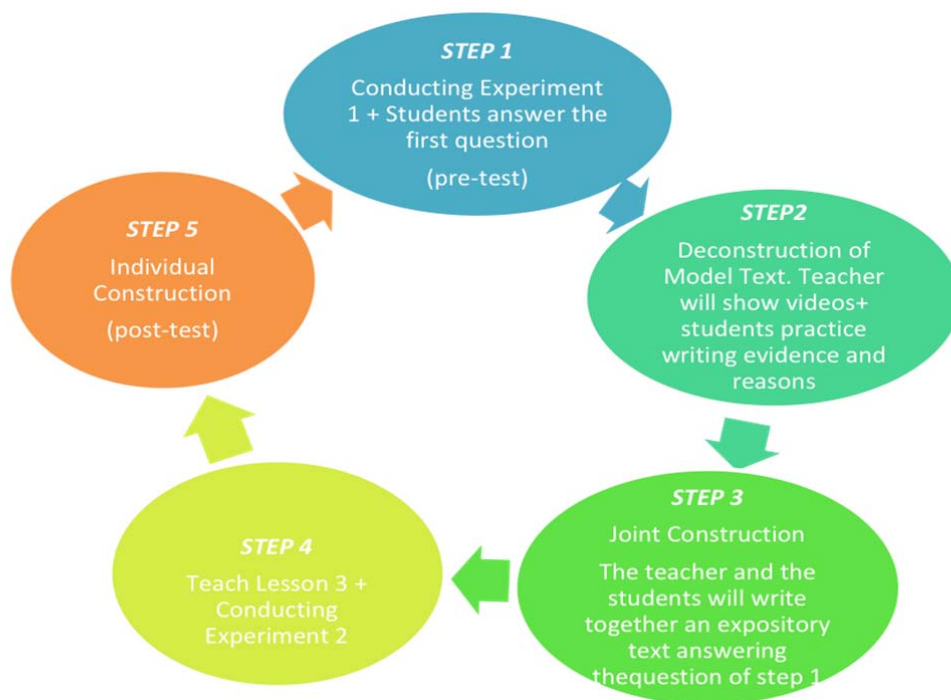 STEP 1
Conducting Experiment
1 + Students answer the
first question
(pre-test)
STEP2
Deconstruction of
Model Text. Teacher
will show videos+
students practice
writing evidence and
reasons
STEP 3
Joint Construction
The teacher and the
students will write
together an expository
text answering
thequestion of step 1
STEP 4
Teach Lesson 3 +
Conducting
Experiment 2
STEP 5
Individual
Construction
(post-test)